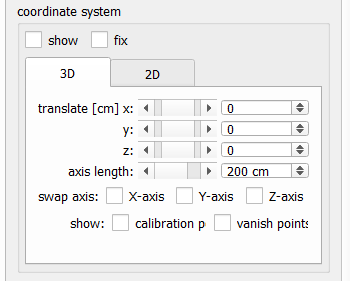 coordinate system
show fix
3D 2D
translate [cm] x: 0
y: 0
z: 0
axis length: 200 cm
swap axis: X-axis Y-axis Z-axis
show: calibration p vanish points